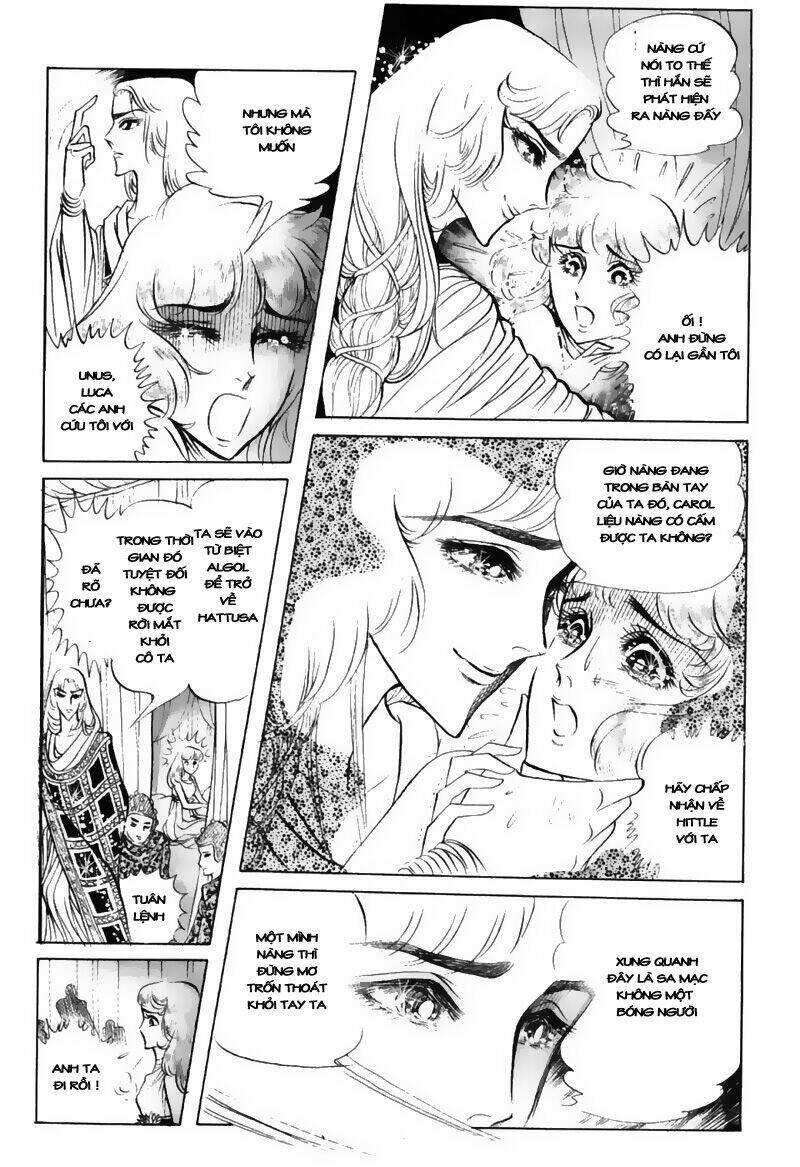 NÀNG CỨ
NÓI TO THẾ
THÌ HẮN SẼ
PHÁT HIỆN
RA NÀNG ĐẤY
ỐI !
ANH ĐỪNG
CÓ LẠI GẦN TÔI
NHƯNG MÀ
TÔI KHÔNG
MUỐN
UNUS,
LUCA
CÁC ANH
CỨU TÔI VỚI
GIỜ NÀNG ĐANG
TRONG BÀN TAY
CỦA TA ĐÓ, CAROL
LIỆU NÀNG CÓ CẤM
ĐƯỢC TA KHÔNG?
HÃY CHẤP
NHẬN VỀ
HITTLE
VỚI TA
TA SẼ VÀO
TỪ BIỆT
ALGOL
ĐỂ TRỞ
VỀ
HATTUSA
TRONG THỜI
GIAN ĐÓ
TUYỆT ĐỐI
KHÔNG
ĐƯỢC
RỜI MẮT
KHỎI
CÔ TA
ĐÃ
RÕ
CHƯA?
TUÂN
LỆNH
XUNG QUANH
ĐÂY LÀ SA MẠC
KHÔNG MỘT
BÓNG NGƯỜI
MỘT MÌNH
NÀNG THÌ
ĐỪNG MƠ
TRỐN THOÁT
KHỎI TAY TA
ANH TA
ĐI RỒI !